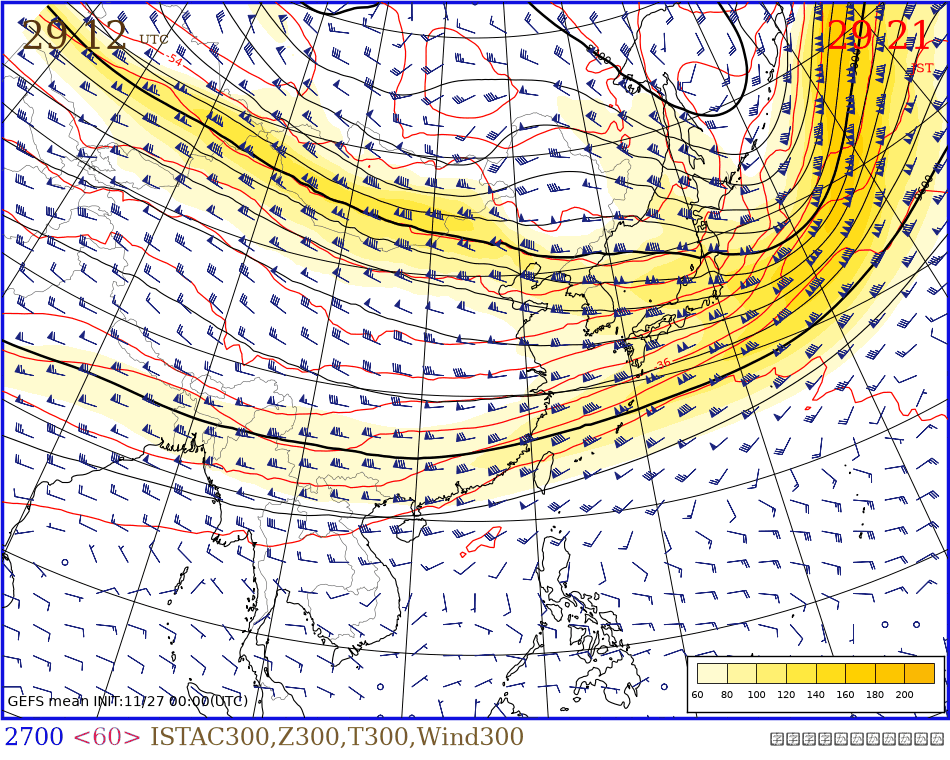 29 12 UTC
29 21 JST
-54
9600
-36
GEFS mean INIT:11/27 00:00(UTC)
60 80 100 120 140 160 180 200
2700 <60> ISTAC300,Z300,T300,Wind300